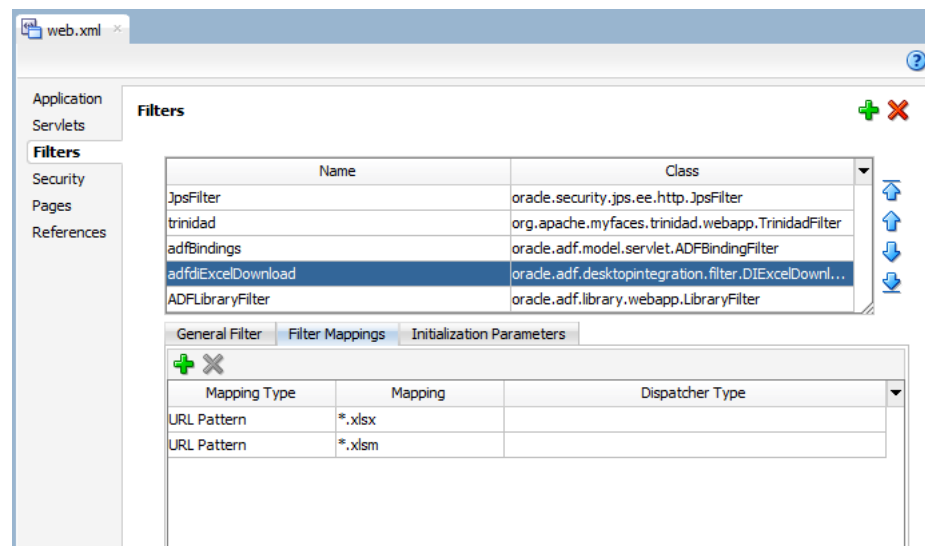 web.xml
Application
Servlets
Filters
Security
Pages
References
Filters
Name Class
JpsFilter oracle.security.jps.ee.http.JpsFilter
trinidad org.apache.myfaces.trinidad.webapp.TrinidadFilter
adfBindings oracle.adf.model.servlet.ADFBindingFilter
adfdiExcelDownload oracle.adf.desktopintegration.filter.DIExcelDownl...
ADFLibraryFilter oracle.adf.library.webapp.LibraryFilter
General Filter Filter Mappings Initialization Parameters
Mapping Type Mapping Dispatcher Type
URL Pattern *.xlsx
URL Pattern *.xlsm